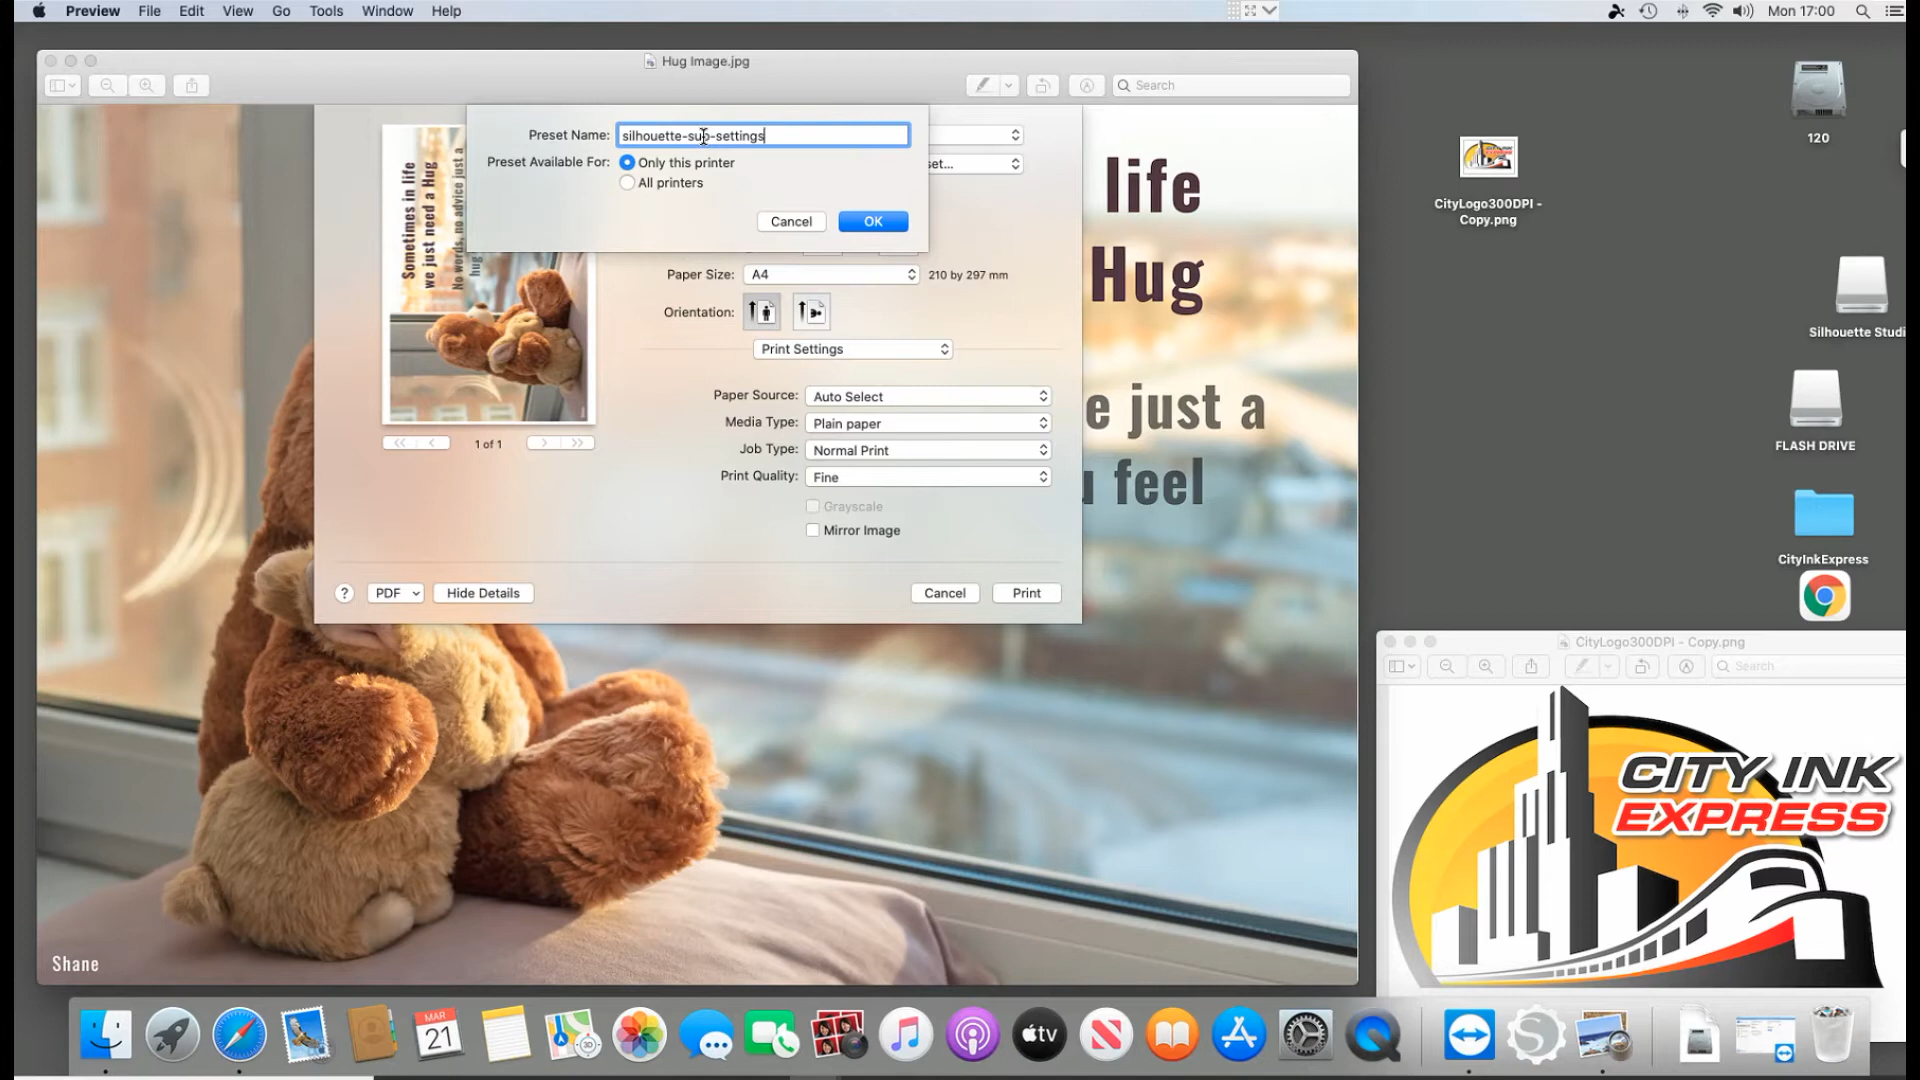 Preview File Edit View Go Tools Window Help
Mon 17:00
Hug Image.jpg
Search
Preset Name: silhouette-sub-settings
Preset Available For: Only this printer
All printers
Cancel OK
set...
Sometimes in life
we just need a Hug
No words, no advice just a
hug
Paper Size: A4 210 by 297 mm
Orientation:
Print Settings
Paper Source: Auto Select
Media Type: Plain paper
Job Type: Normal Print
Print Quality: Fine
Grayscale
Mirror Image
1 of 1
? PDF Hide Details Cancel Print
life
Hug
e just a
u feel
Shane
120
CityLogo300DPI -
Copy.png
Silhouette Studi
FLASH DRIVE
CityInkExpress
CityLogo300DPI - Copy.png
Search
CITY INK
EXPRESS
MAR
21
3D
tv